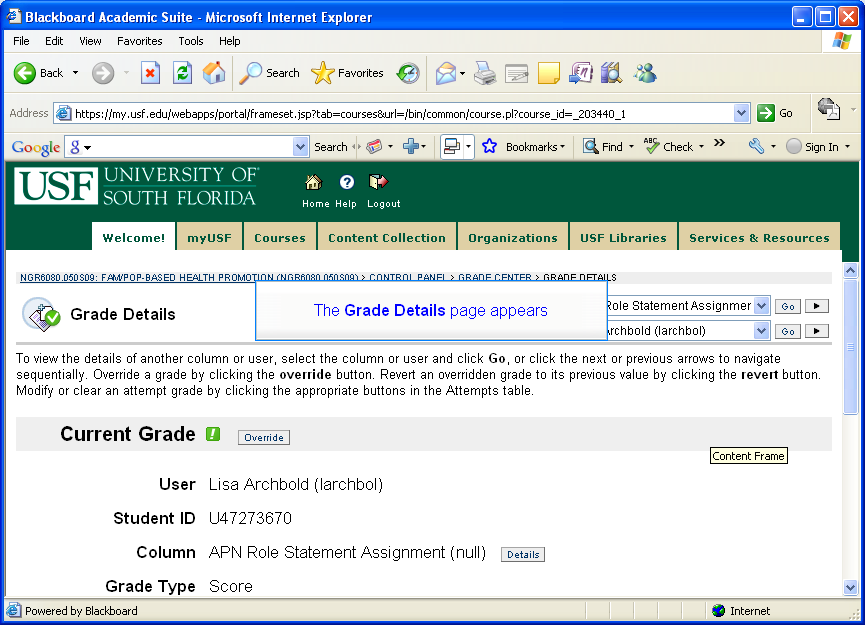 Blackboard Academic Suite - Microsoft Internet Explorer
File Edit View Favorites Tools Help
Back Search Favorites
Address https://my.usf.edu/webapps/portal/frameset.jsp?tab=courses&url=/bin/common/course.pl?course_id=_203440_1 Go
Google Search Bookmarks Find Check Sign In
USF UNIVERSITY OF SOUTH FLORIDA
Home Help Logout
Welcome! myUSF Courses Content Collection Organizations USF Libraries Services & Resources
NGR6080.050S09: FAM/POP-BASED HEALTH PROMOTION (NGR6080.050S09) > CONTROL PANEL > GRADE CENTER > GRADE DETAILS
Grade Details
The Grade Details page appears
Role Statement Assignmer Go
Archbold (larchbol) Go
To view the details of another column or user, select the column or user and click Go, or click the next or previous arrows to navigate
sequentially. Override a grade by clicking the override button. Revert an overridden grade to its previous value by clicking the revert button.
Modify or clear an attempt grade by clicking the appropriate buttons in the Attempts table.
Current Grade Override
Content Frame
User Lisa Archbold (larchbol)
Student ID U47273670
Column APN Role Statement Assignment (null) Details
Grade Type Score
Powered by Blackboard Internet